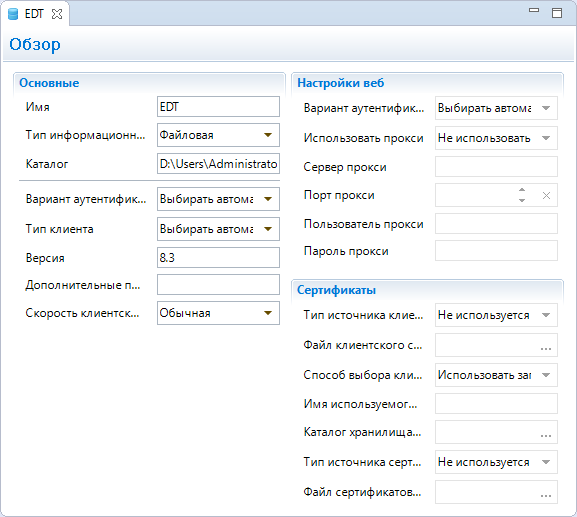 EDT
Обзор
Основные
Имя EDT
Тип информационн... Файловая
Каталог D:\Users\Administrato
Вариант аутентифик... Выбирать автома
Тип клиента Выбирать автома
Версия 8.3
Дополнительные п...
Скорость клиентск... Обычная
Настройки веб
Вариант аутентифик... Выбирать автома
Использовать прокси Не использовать
Сервер прокси
Порт прокси
Пользователь прокси
Пароль прокси
Сертификаты
Тип источника клие... Не используется
Файл клиентского с... ...
Способ выбора кли... Использовать заг
Имя используемог...
Каталог хранилища... ...
Тип источника серт... Не используется
Файл сертификатов... ...